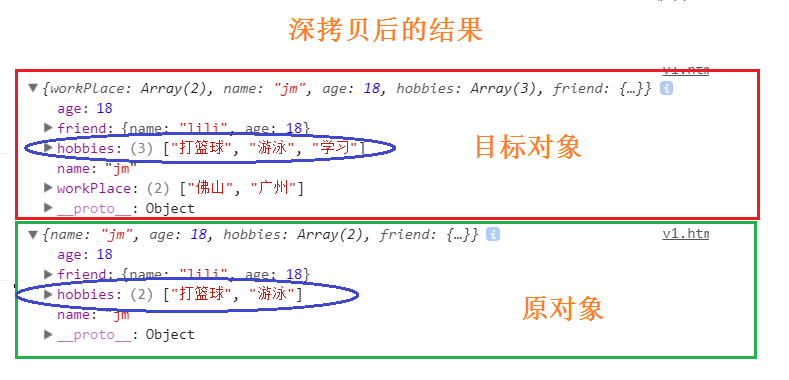 深拷贝后的结果
v1.htm
▼{workPlace: Array(2), name: "jm", age: 18, hobbies: Array(3), friend: {…}} i
age: 18
▶friend: {name: "lili", age: 18}
▶hobbies: (3) ["打篮球", "游泳", "学习"]
目标对象
name: "jm"
▶workPlace: (2) ["佛山", "广州"]
▶__proto__: Object
▼{name: "jm", age: 18, hobbies: Array(2), friend: {…}} i
v1.htm
age: 18
▶friend: {name: "lili", age: 18}
▶hobbies: (2) ["打篮球", "游泳"]
原对象
name: "jm"
▶__proto__: Object